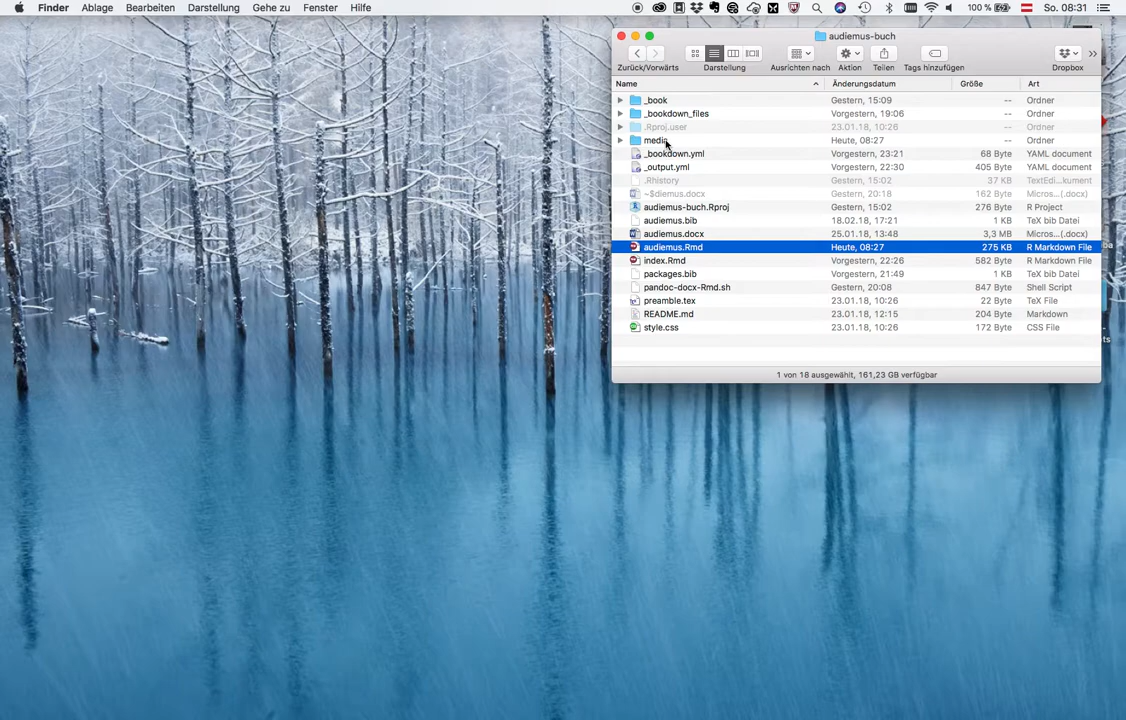 Finder Ablage Bearbeiten Darstellung Gehe zu Fenster Hilfe 100 % So. 08:31
audiemus-buch
Zurück/Vorwärts Darstellung Ausrichten nach Aktion Teilen Tags hinzufügen Dropbox
Name Änderungsdatum Größe Art
_book Gestern, 15:09 -- Ordner
_bookdown_files Vorgestern, 19:06 -- Ordner
.Rproj.user 23.01.18, 10:26 -- Ordner
media Heute, 08:27 -- Ordner
_bookdown.yml Vorgestern, 23:21 68 Byte YAML document
_output.yml Vorgestern, 22:30 405 Byte YAML document
.Rhistory Gestern, 15:02 37 KB TextEdi...kument
~$diemus.docx Gestern, 20:18 162 Byte Micros...(.docx)
audiemus-buch.Rproj Gestern, 15:02 276 Byte R Project
audiemus.bib 18.02.18, 17:21 1 KB TeX bib Datei
audiemus.docx 25.01.18, 13:48 3,3 MB Micros...(.docx)
audiemus.Rmd Heute, 08:27 275 KB R Markdown File
index.Rmd Vorgestern, 22:26 839 Byte R Markdown File
packages.bib Vorgestern, 21:49 1 KB TeX bib Datei
pandoc-docx-Rmd.sh Gestern, 20:08 847 Byte Shell Script
preamble.tex 23.01.18, 10:26 22 Byte TeX File
README.md 23.01.18, 12:15 204 Byte Markdown
style.css 23.01.18, 10:26 172 Byte CSS File
1 von 18 ausgewählt, 161,23 GB verfügbar